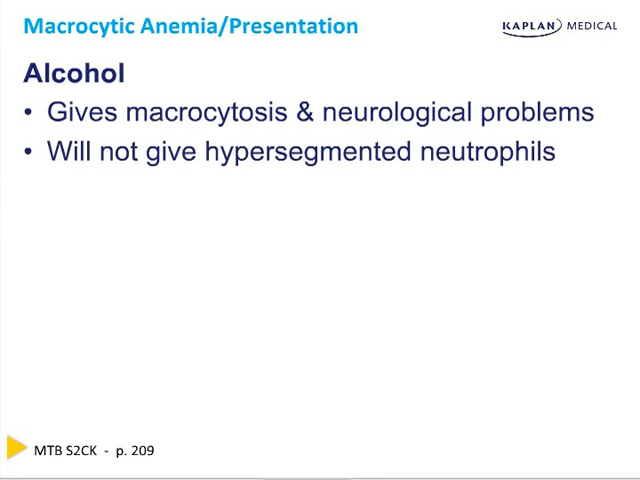 Macrocytic Anemia/Presentation
KAPLAN MEDICAL
Alcohol
• Gives macrocytosis & neurological problems
• Will not give hypersegmented neutrophils
MTB S2CK - p. 209